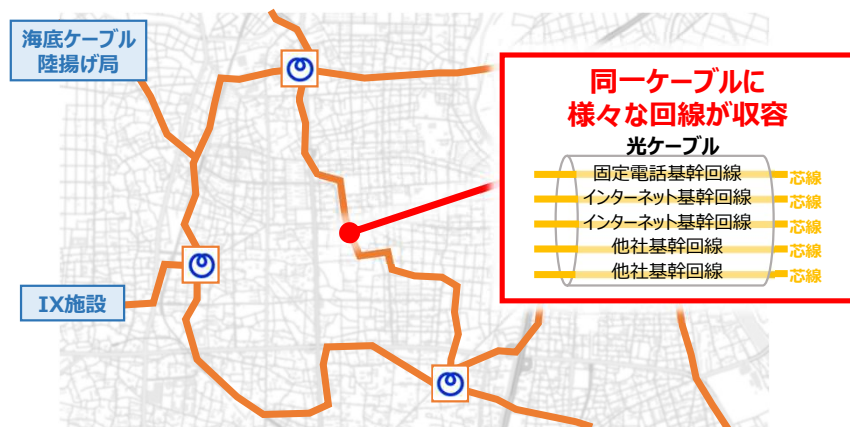 海底ケーブル
陸揚げ局
IX施設
同一ケーブルに
様々な回線が収容
光ケーブル
固定電話基幹回線 芯線
インターネット基幹回線 芯線
インターネット基幹回線 芯線
他社基幹回線 芯線
他社基幹回線 芯線